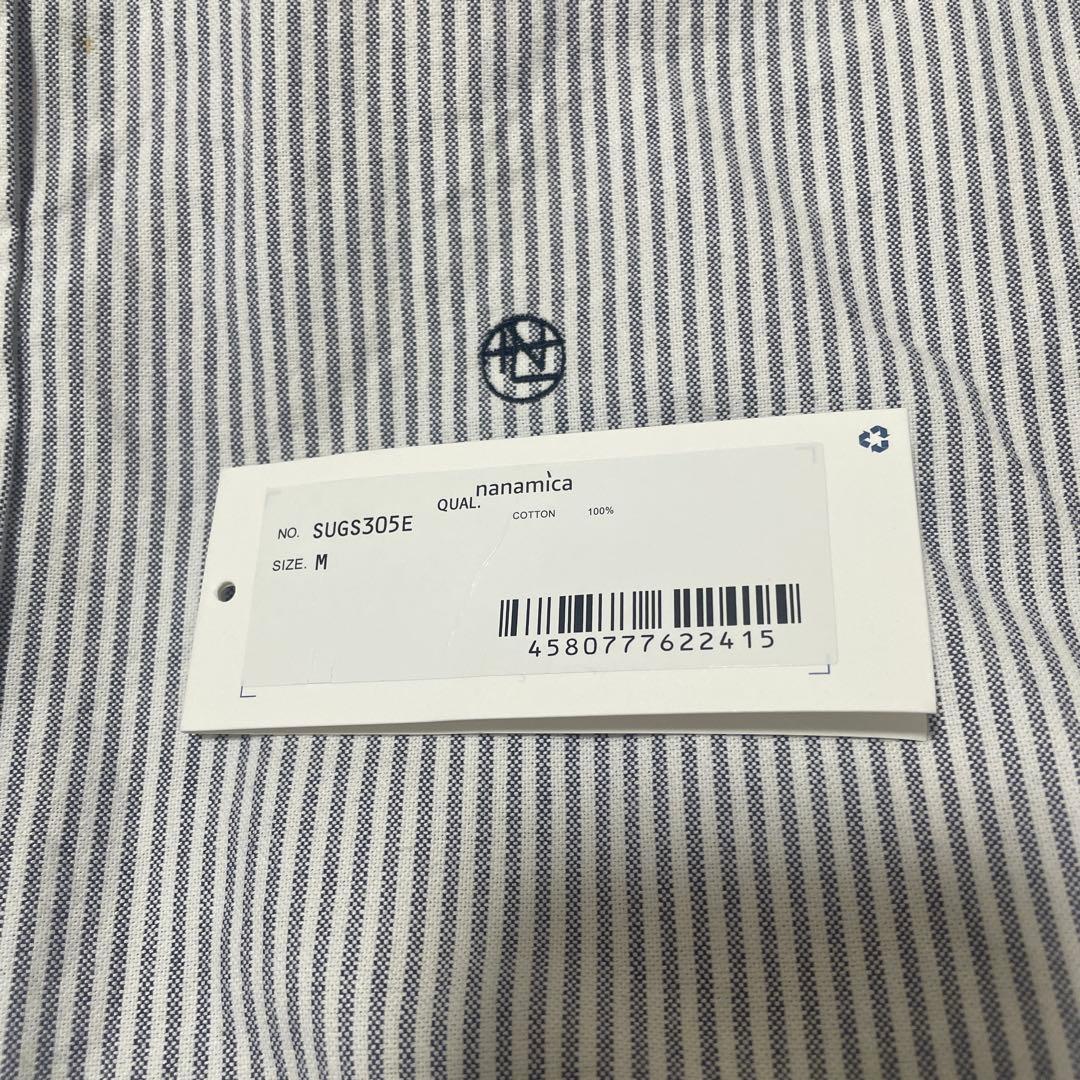 nanamica
NO. SUGS305E QUAL. COTTON 100%
SIZE. M
4580777622415